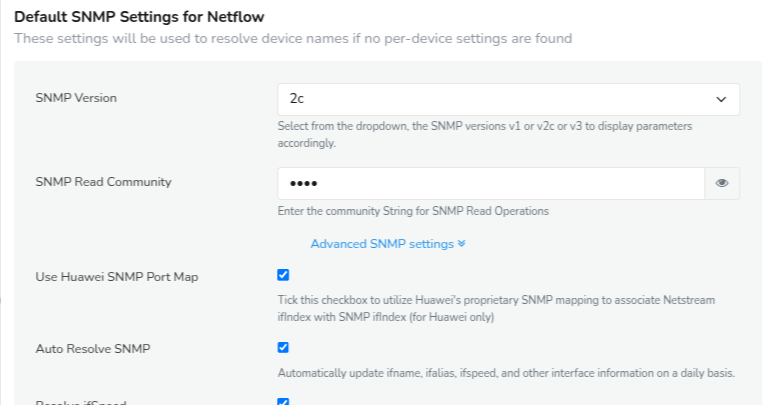 Default SNMP Settings for Netflow
These settings will be used to resolve device names if no per-device settings are found
SNMP Version
2c
Select from the dropdown, the SNMP versions v1 or v2c or v3 to display parameters
accordingly.
SNMP Read Community
••••
Enter the community String for SNMP Read Operations
Advanced SNMP settings
Use Huawei SNMP Port Map
Tick this checkbox to utilize Huawei's proprietary SNMP mapping to associate Netstream
ifIndex with SNMP ifIndex (for Huawei only)
Auto Resolve SNMP
Automatically update ifname, ifalias, ifspeed, and other interface information on a daily basis.
Resolve ifSpeed